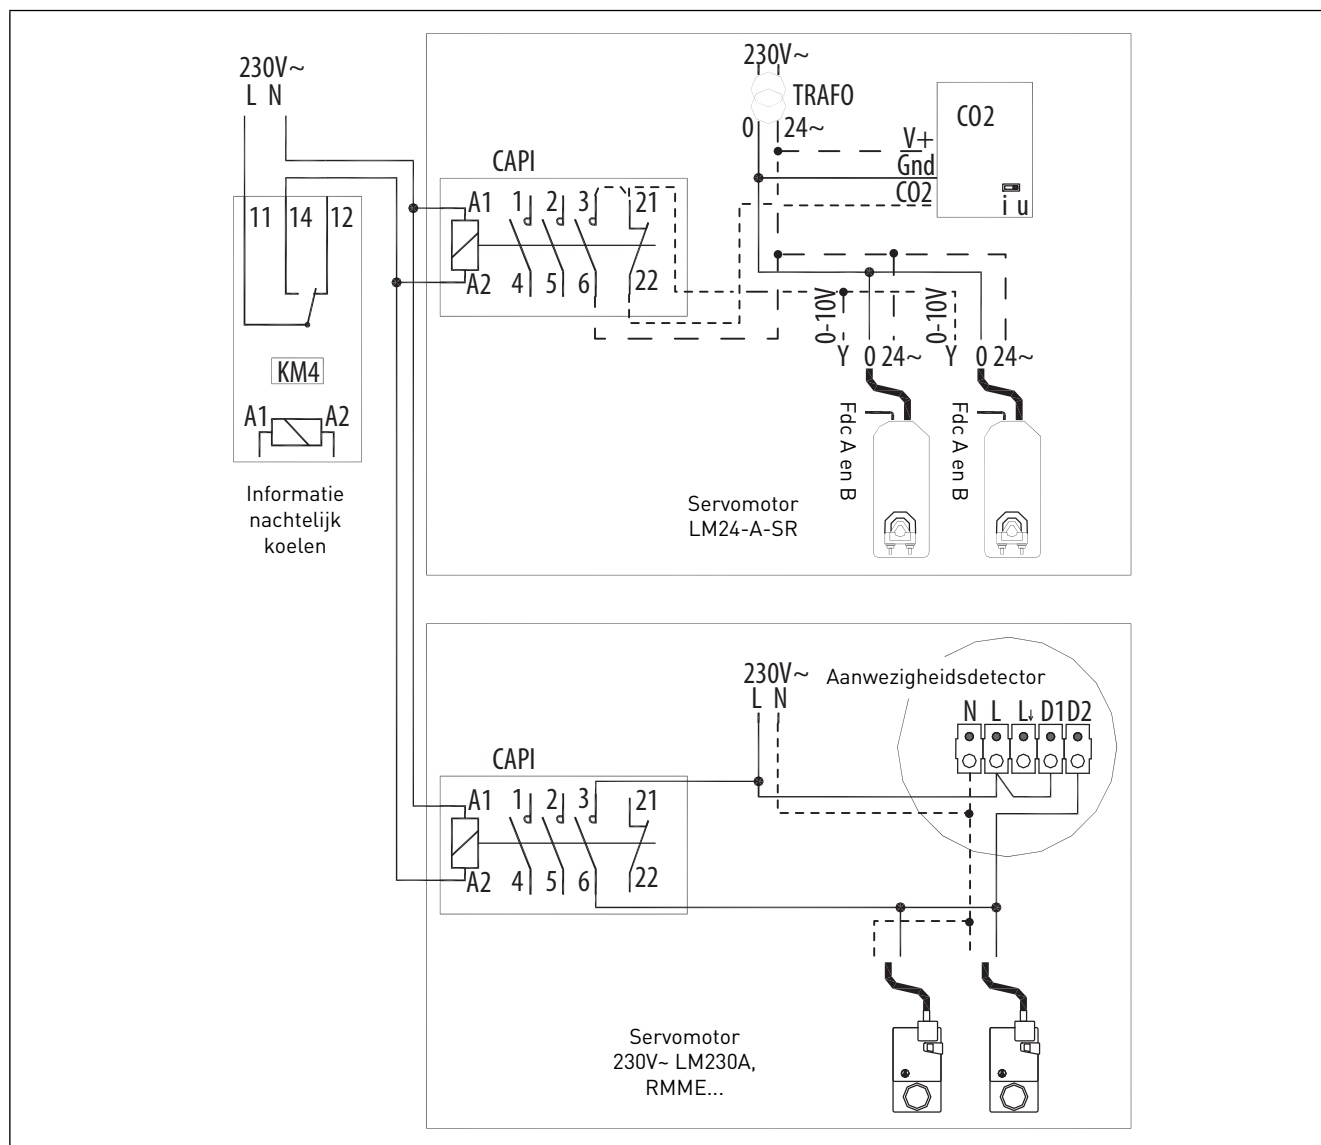 230V~
L N
11 14 12
KM4
A1 A2
Informatie
nachtelijk
koelen
230V~
TRAFO
0 24~
CO2
V+
Gnd
CO2
i u
CAPI
A1 1 2 3 21
A2 4 5 6 22
0-10V 0-10V
Y 0 24~ Y 0 24~
Fdc A en B Fdc A en B
Servomotor
LM24-A-SR
230V~
L N
Aanwezigheidsdetector
N L L↓ D1 D2
CAPI
A1 1 2 3 21
A2 4 5 6 22
Servomotor
230V~ LM230A,
RMME...